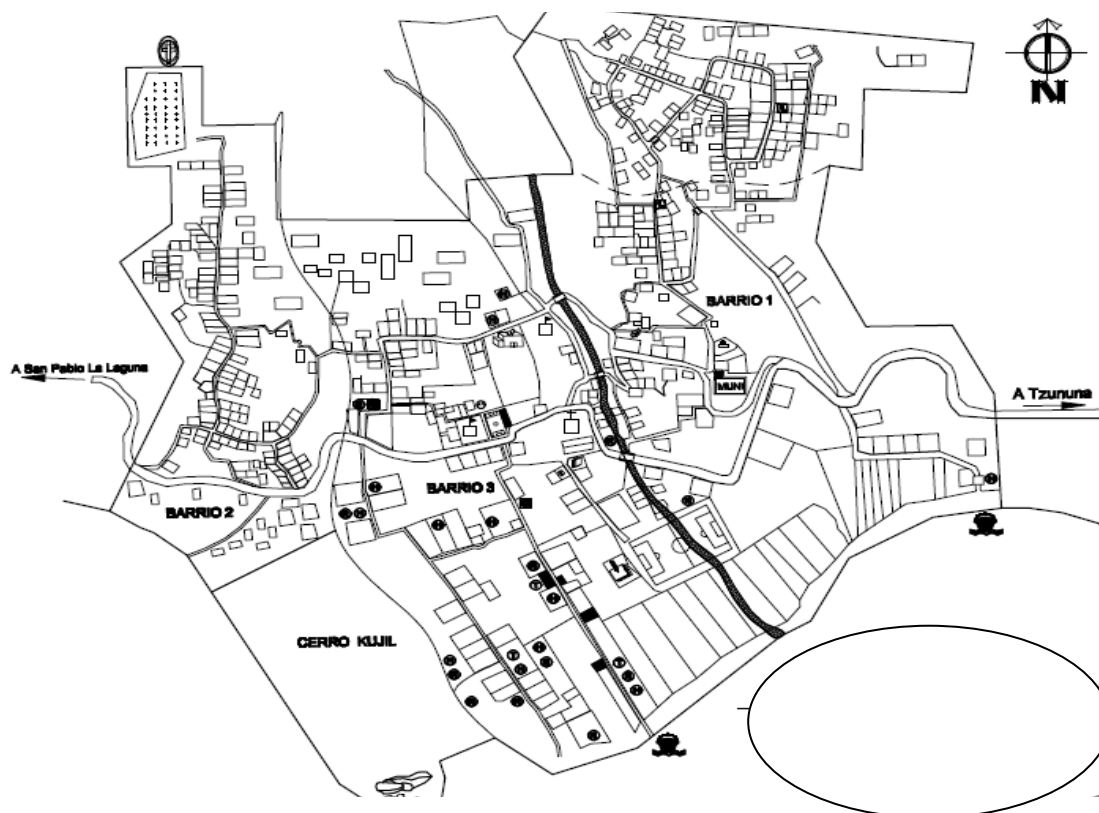 N
BARRIO 1
A San Pablo La Laguna
MUNI
A Tzununa
BARRIO 3
BARRIO 2
CERRO KUJIL